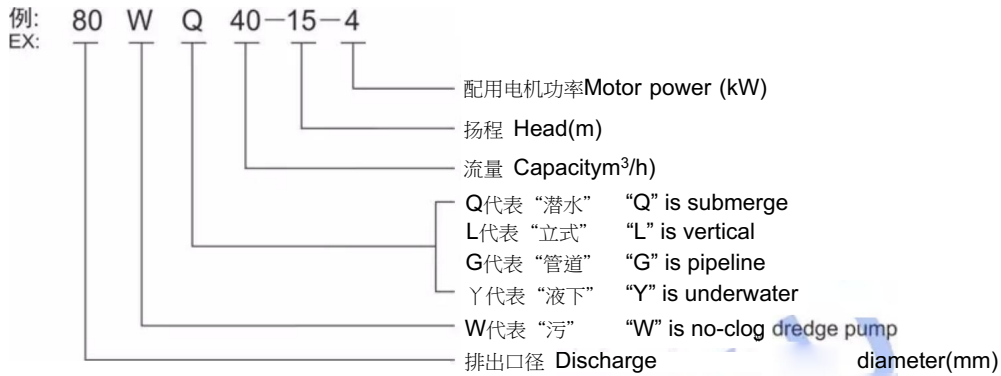 例: 80 W Q 40-15-4
EX:
配用电机功率Motor power (kW)
扬程 Head(m)
流量 Capacitym³/h)
Q代表“潜水” “Q” is submerge
L代表“立式” “L” is vertical
G代表“管道” “G” is pipeline
丫代表“液下” “Y” is underwater
W代表“污” “W” is no-clog dredge pump
排出口径 Discharge diameter(mm)